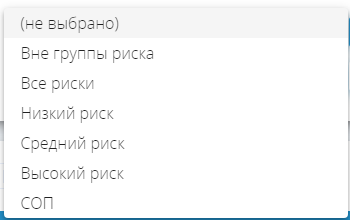 (не выбрано)
Вне группы риска
Все риски
Низкий риск
Средний риск
Высокий риск
СОП